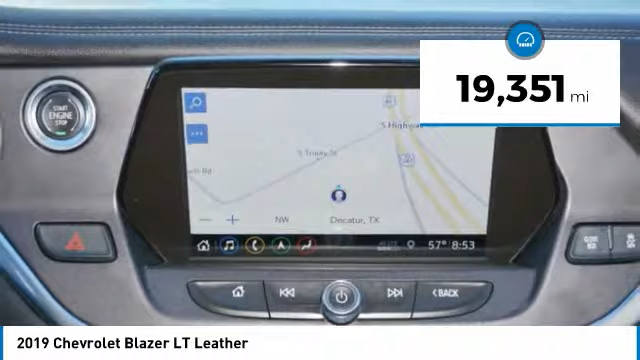 19,351 mi
START
ENGINE
STOP
S Highway
S Trinity St
NW
Decatur, TX
57° 8:53
< BACK
2019 Chevrolet Blazer LT Leather